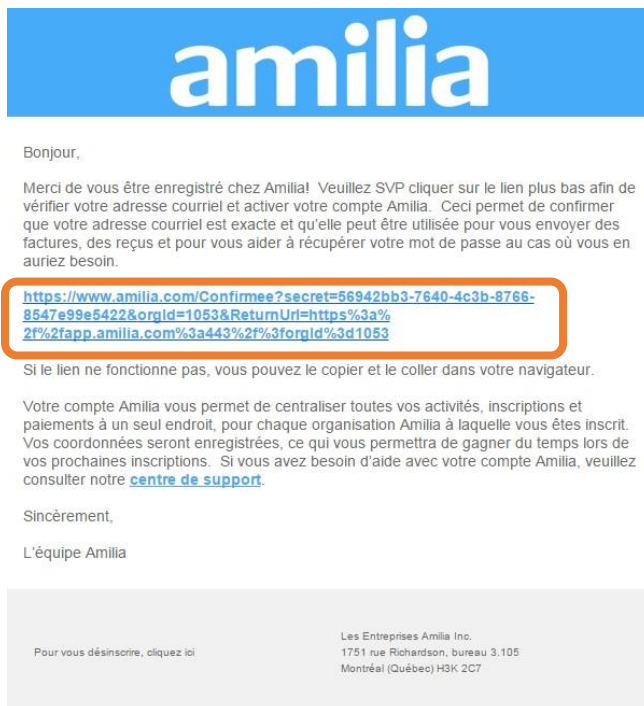 amilia
Bonjour,
Merci de vous être enregistré chez Amilia!  Veuillez SVP cliquer sur le lien plus bas afin de
vérifier votre adresse courriel et activer votre compte Amilia.  Ceci permet de confirmer
que votre adresse courriel est exacte et qu'elle peut être utilisée pour vous envoyer des
factures, des reçus et pour vous aider à récupérer votre mot de passe au cas où vous en
auriez besoin.
https://www.amilia.com/Confirmee?secret=56942bb3-7640-4c3b-8766-
8547e99e5422&orgId=1053&ReturnUrl=https%3a%
2f%2fapp.amilia.com%3a443%2f%3forgId%3d1053
Si le lien ne fonctionne pas, vous pouvez le copier et le coller dans votre navigateur.
Votre compte Amilia vous permet de centraliser toutes vos activités, inscriptions et
paiements à un seul endroit, pour chaque organisation Amilia à laquelle vous êtes inscrit.
Vos coordonnées seront enregistrées, ce qui vous permettra de gagner du temps lors de
vos prochaines inscriptions.  Si vous avez besoin d'aide avec votre compte Amilia, veuillez
consulter notre centre de support.
Sincèrement,
L'équipe Amilia
Pour vous désinscrire, cliquez ici
Les Entreprises Amilia Inc.
1751 rue Richardson, bureau 3.105
Montréal (Québec) H3K 2C7